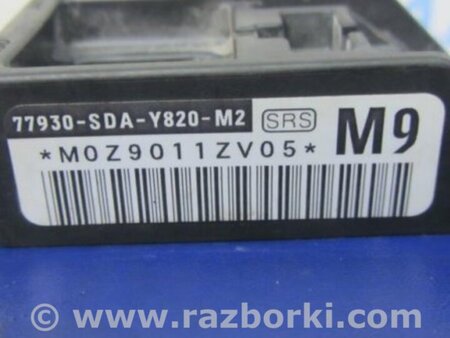 77930-SDA-Y820-M2 SRS M9
*M0Z9011ZV05*
© www.razborki.com